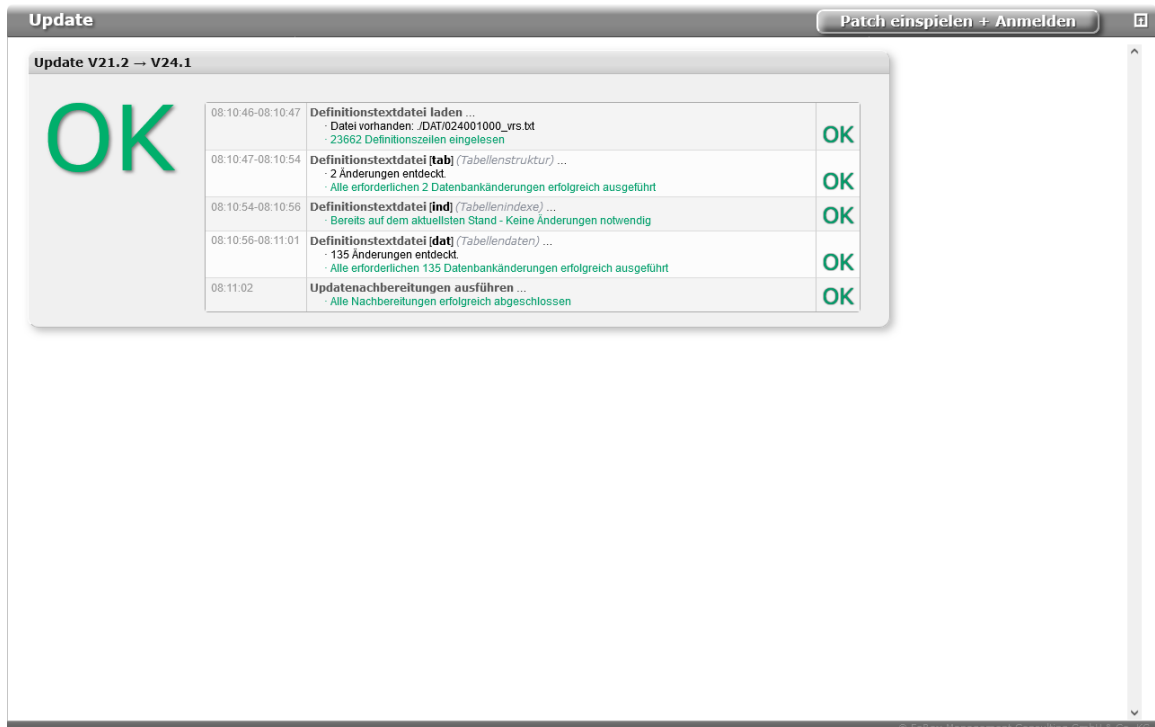 Update
Patch einspielen + Anmelden
Update V21.2 → V24.1
OK
08:10:46-08:10:47 Definitionstextdatei laden ...
· Datei vorhanden: ./DAT/024001000_vrs.txt
· 23662 Definitionszeilen eingelesen
OK
08:10:47-08:10:54 Definitionstextdatei [tab] (Tabellenstruktur) ...
· 2 Änderungen entdeckt.
· Alle erforderlichen 2 Datenbankänderungen erfolgreich ausgeführt
OK
08:10:54-08:10:56 Definitionstextdatei [ind] (Tabellenindexe) ...
· Bereits auf dem aktuellsten Stand - Keine Änderungen notwendig
OK
08:10:56-08:11:01 Definitionstextdatei [dat] (Tabellendaten) ...
· 135 Änderungen entdeckt.
· Alle erforderlichen 135 Datenbankänderungen erfolgreich ausgeführt
OK
08:11:02 Updatenachbereitungen ausführen ...
· Alle Nachbereitungen erfolgreich abgeschlossen
OK